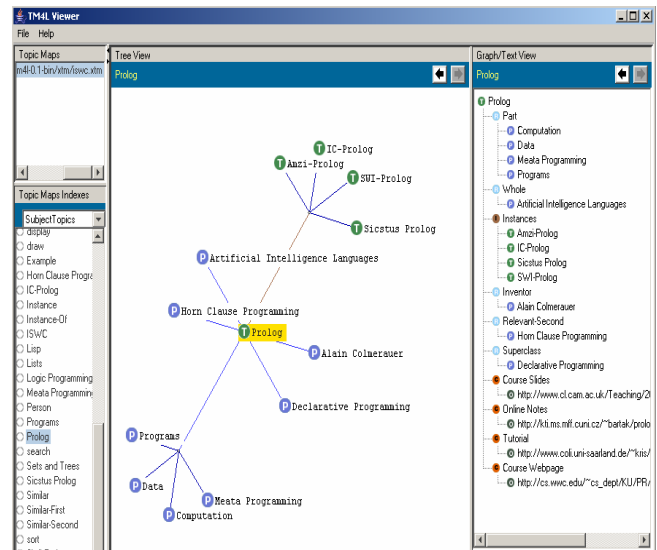 TM4L Viewer
File Help
Topic Maps
m4l-0.1-bin/xtm/iswc.xtm
Topic Maps Indexes
SubjectTopics
display
draw
Example
Horn Clause Progra
IC-Prolog
Instance
Instance-Of
ISWC
Lisp
Lists
Logic Programming
Meata Programming
Person
Programs
Prolog
search
Sets and Trees
Sicstus Prolog
Similar
Similar-First
Similar-Second
sort
Tree View
Prolog
T IC-Prolog
T Amzi-Prolog
T SWI-Prolog
T Sicstus Prolog
P Artificial Intelligence Languages
P Horn Clause Programming
T Prolog
P Alain Colmerauer
P Declarative Programming
P Programs
P Data
P Meata Programming
P Computation
Graph/Text View
Prolog
T Prolog
R Part
P Computation
P Data
P Meata Programming
P Programs
R Whole
P Artificial Intelligence Languages
I Instances
T Amzi-Prolog
T IC-Prolog
T Sicstus Prolog
T SWI-Prolog
R Inventor
P Alain Colmerauer
R Relevant-Second
P Horn Clause Programming
R Superclass
P Declarative Programming
C Course Slides
O http://www.cl.cam.ac.uk/Teaching/2
C Online Notes
O http://kti.ms.mff.cuni.cz/~bartak/prolo
C Tutorial
O http://www.coli.uni-saarland.de/~kris/
C Course Webpage
O http://cs.wwc.edu/~cs_dept/KU/PR/